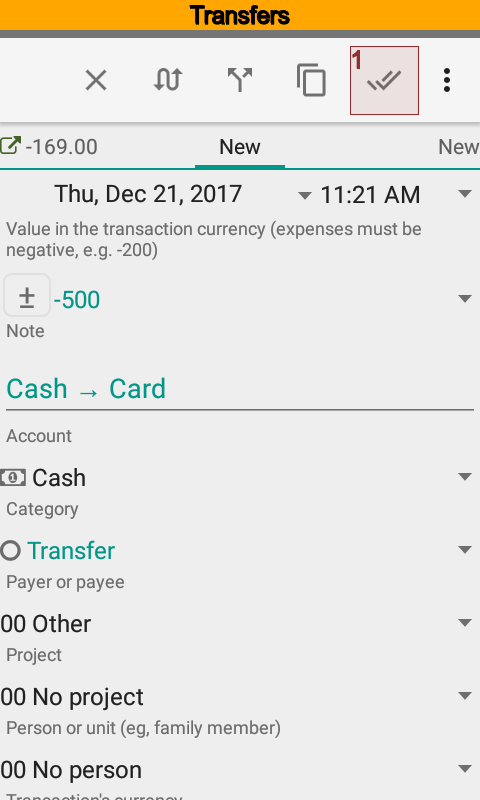 Transfers
1
-169.00
New
New
Thu, Dec 21, 2017
11:21 AM
Value in the transaction currency (expenses must be
negative, e.g. -200)
± -500
Note
Cash → Card
Account
Cash
Category
Transfer
Payer or payee
00 Other
Project
00 No project
Person or unit (eg, family member)
00 No person
Transaction's currency